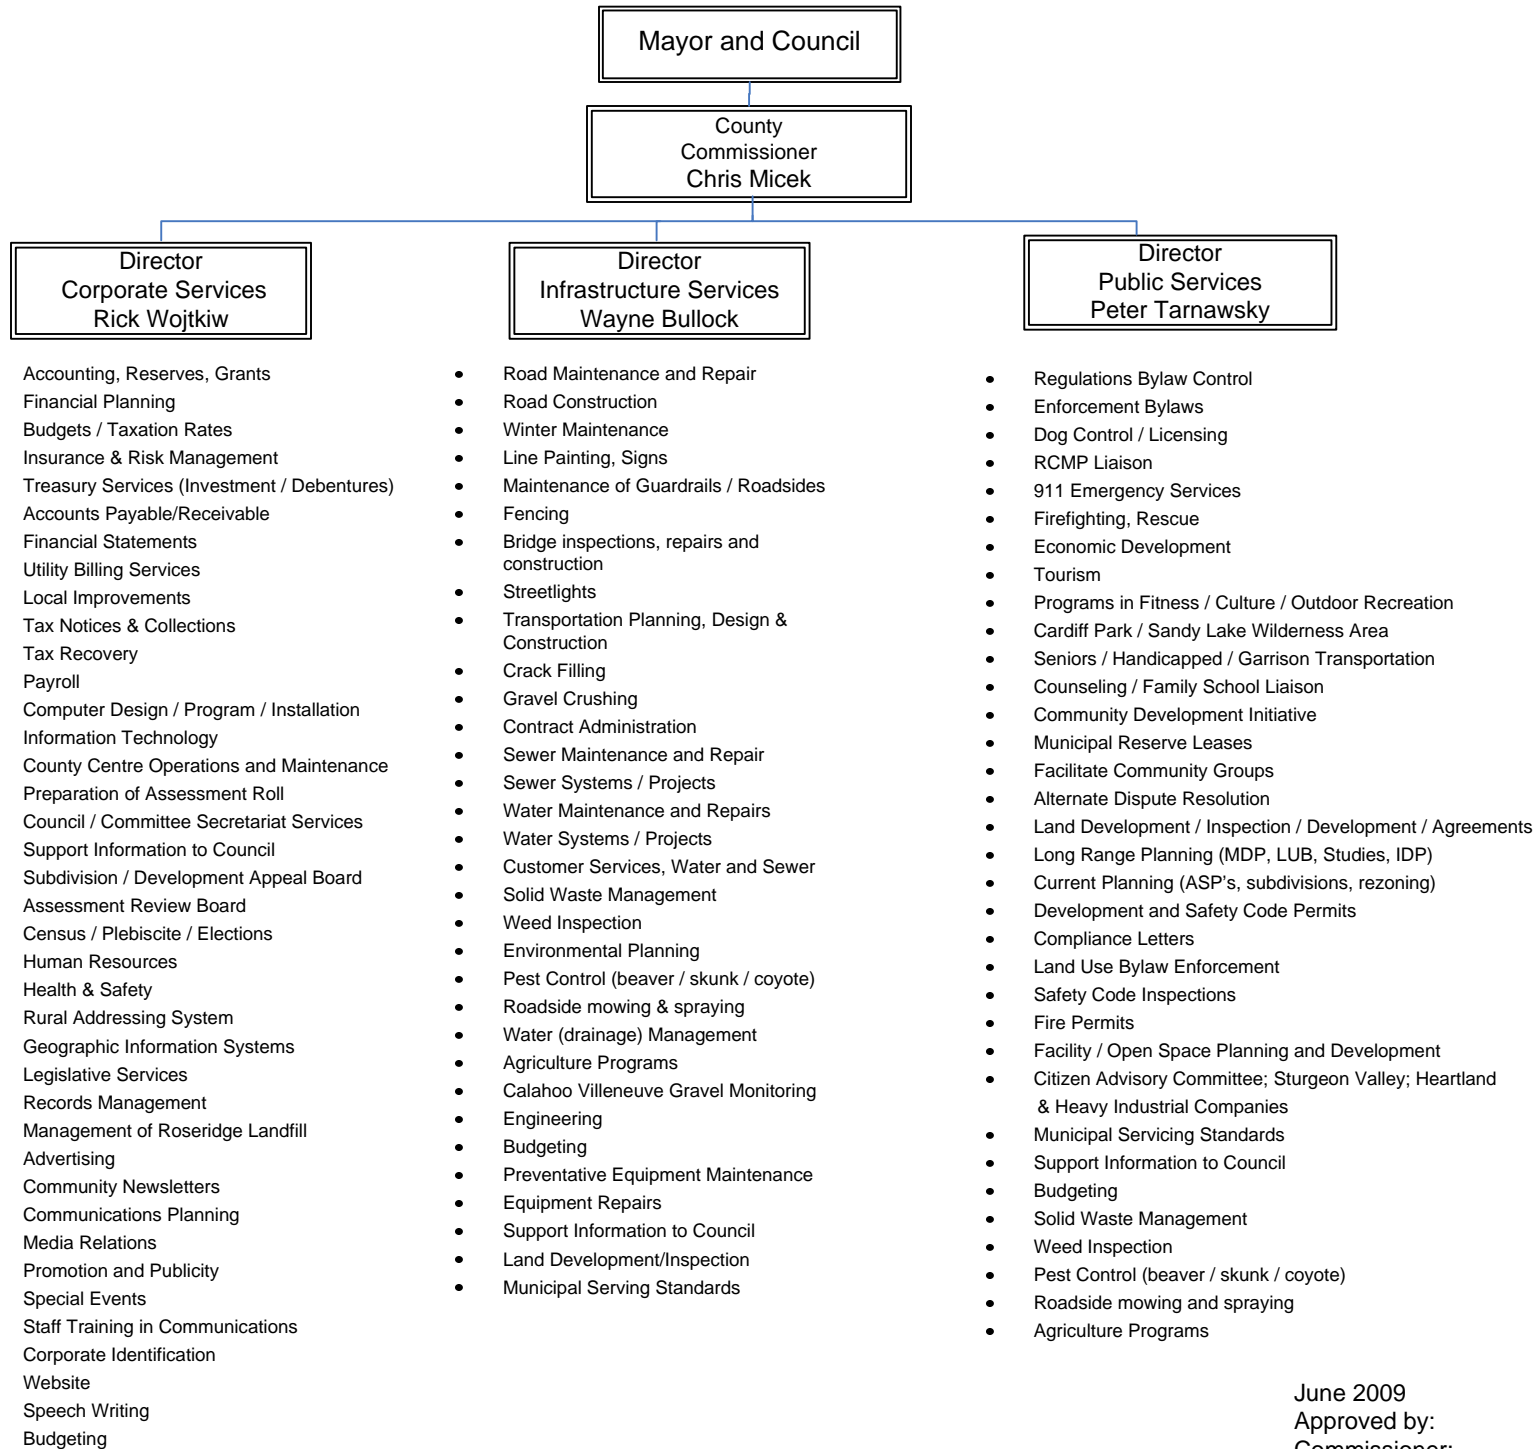 Mayor and Council
County
Commissioner
Chris Micek
Director
Corporate Services
Rick Wojtkiw
Accounting, Reserves, Grants
Financial Planning
Budgets / Taxation Rates
Insurance & Risk Management
Treasury Services (Investment / Debentures)
Accounts Payable/Receivable
Financial Statements
Utility Billing Services
Local Improvements
Tax Notices & Collections
Tax Recovery
Payroll
Computer Design / Program / Installation
Information Technology
County Centre Operations and Maintenance
Preparation of Assessment Roll
Council / Committee Secretariat Services
Support Information to Council
Subdivision / Development Appeal Board
Assessment Review Board
Census / Plebiscite / Elections
Human Resources
Health & Safety
Rural Addressing System
Geographic Information Systems
Legislative Services
Records Management
Management of Roseridge Landfill
Advertising
Community Newsletters
Communications Planning
Media Relations
Promotion and Publicity
Special Events
Staff Training in Communications
Corporate Identification
Website
Speech Writing
Budgeting
Director
Infrastructure Services
Wayne Bullock
• Road Maintenance and Repair
• Road Construction
• Winter Maintenance
• Line Painting, Signs
• Maintenance of Guardrails / Roadsides
• Fencing
• Bridge inspections, repairs and
construction
• Streetlights
• Transportation Planning, Design &
Construction
• Crack Filling
• Gravel Crushing
• Contract Administration
• Sewer Maintenance and Repair
• Sewer Systems / Projects
• Water Maintenance and Repairs
• Water Systems / Projects
• Customer Services, Water and Sewer
• Solid Waste Management
• Weed Inspection
• Environmental Planning
• Pest Control (beaver / skunk / coyote)
• Roadside mowing & spraying
• Water (drainage) Management
• Agriculture Programs
• Calahoo Villeneuve Gravel Monitoring
• Engineering
• Budgeting
• Preventative Equipment Maintenance
• Equipment Repairs
• Support Information to Council
• Land Development/Inspection
• Municipal Serving Standards
Director
Public Services
Peter Tarnawsky
• Regulations Bylaw Control
• Enforcement Bylaws
• Dog Control / Licensing
• RCMP Liaison
• 911 Emergency Services
• Firefighting, Rescue
• Economic Development
• Tourism
• Programs in Fitness / Culture / Outdoor Recreation
• Cardiff Park / Sandy Lake Wilderness Area
• Seniors / Handicapped / Garrison Transportation
• Counseling / Family School Liaison
• Community Development Initiative
• Municipal Reserve Leases
• Facilitate Community Groups
• Alternate Dispute Resolution
• Land Development / Inspection / Development / Agreements
• Long Range Planning (MDP, LUB, Studies, IDP)
• Current Planning (ASP's, subdivisions, rezoning)
• Development and Safety Code Permits
• Compliance Letters
• Land Use Bylaw Enforcement
• Safety Code Inspections
• Fire Permits
• Facility / Open Space Planning and Development
• Citizen Advisory Committee; Sturgeon Valley; Heartland
& Heavy Industrial Companies
• Municipal Servicing Standards
• Support Information to Council
• Budgeting
• Solid Waste Management
• Weed Inspection
• Pest Control (beaver / skunk / coyote)
• Roadside mowing and spraying
• Agriculture Programs
June 2009
Approved by:
Commissioner: